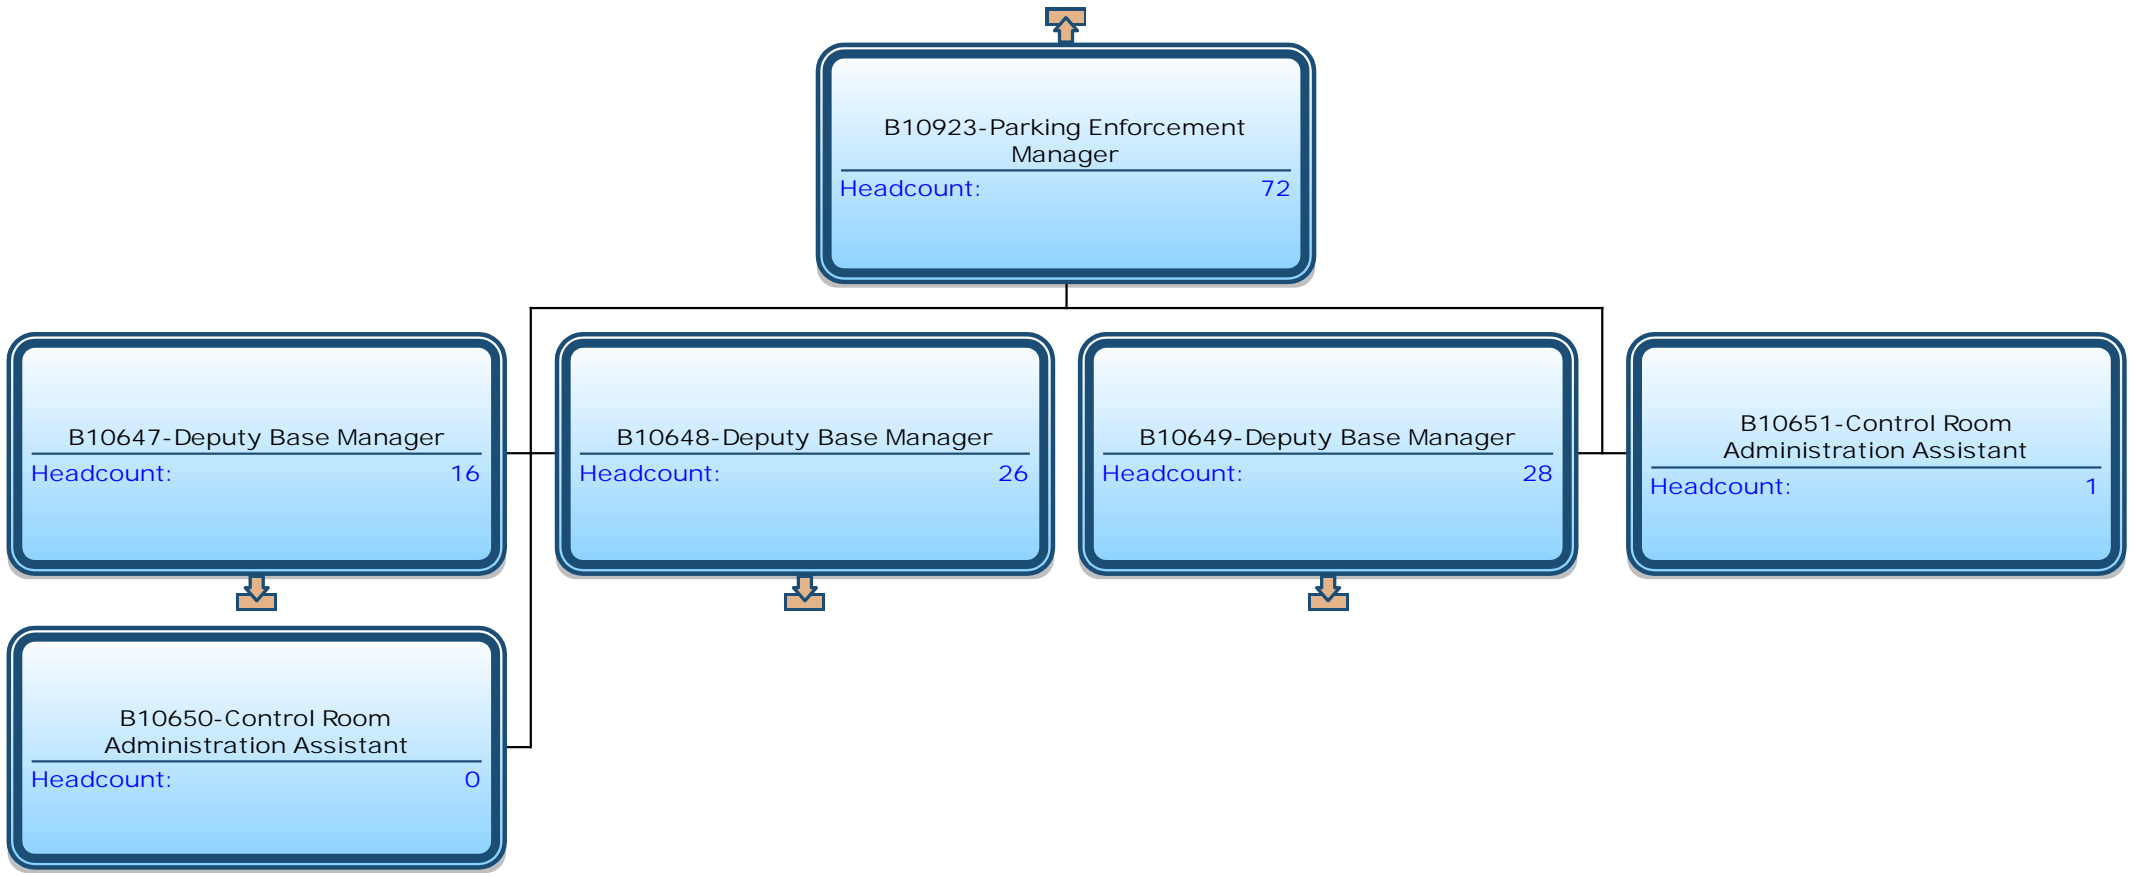 B10923-Parking Enforcement
Manager
Headcount: 72
B10647-Deputy Base Manager
Headcount: 16
B10648-Deputy Base Manager
Headcount: 26
B10649-Deputy Base Manager
Headcount: 28
B10651-Control Room
Administration Assistant
Headcount: 1
B10650-Control Room
Administration Assistant
Headcount: 0